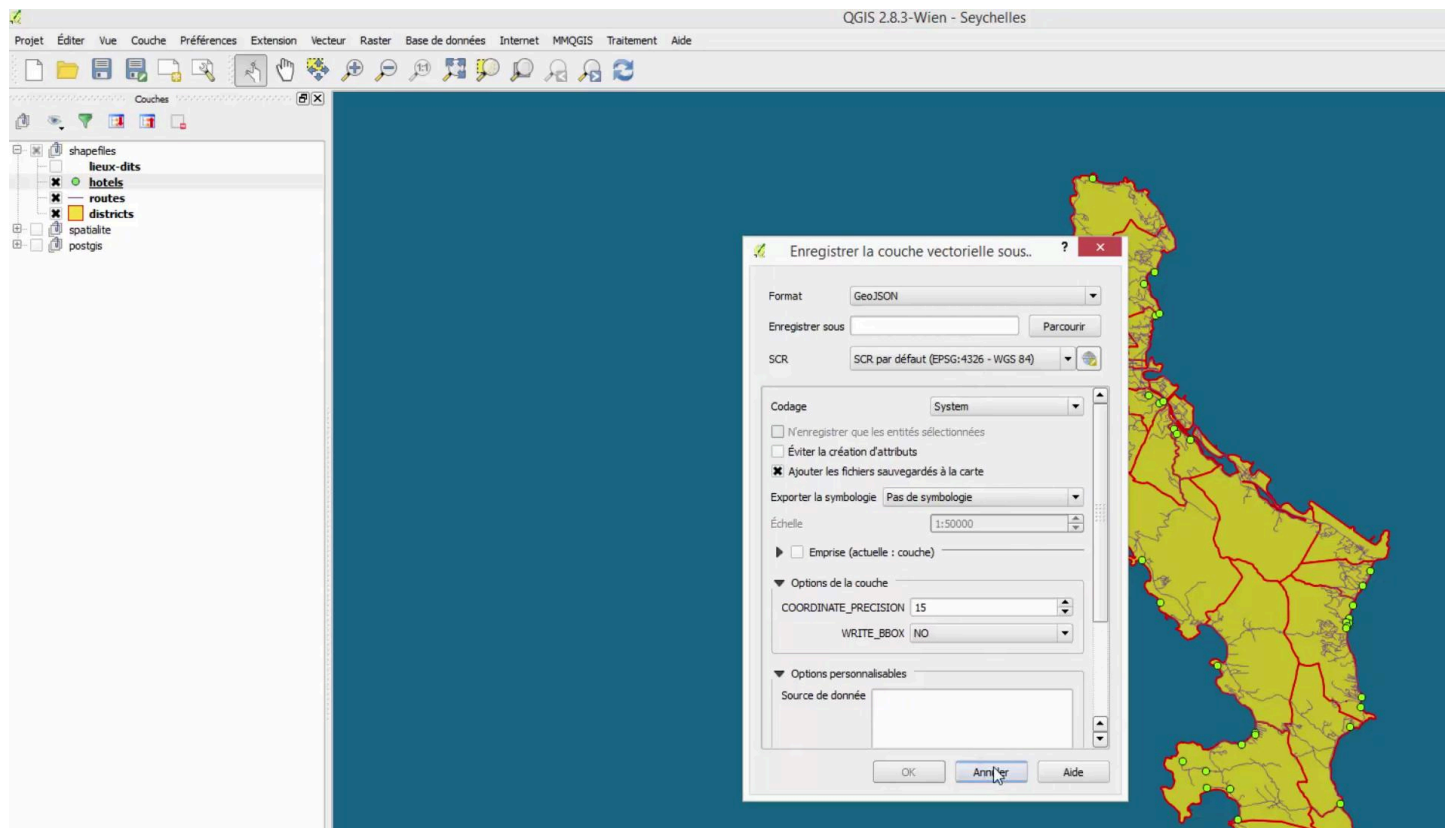 QGIS 2.8.3-Wien - Seychelles
Projet Éditer Vue Couche Préférences Extension Vecteur Raster Base de données Internet MMQGIS Traitement Aide
1:1
Couches
shapefiles
lieux-dits
hotels
routes
districts
spatialite
postgis
Enregistrer la couche vectorielle sous.. ?
Format GeoJSON
Enregistrer sous Parcourir
SCR SCR par défaut (EPSG:4326 - WGS 84)
Codage System
N'enregistrer que les entités sélectionnées
Éviter la création d'attributs
Ajouter les fichiers sauvegardés à la carte
Exporter la symbologie Pas de symbologie
Échelle 1:50000
Emprise (actuelle : couche)
Options de la couche
COORDINATE_PRECISION 15
WRITE_BBOX NO
Options personnalisables
Source de donnée
OK Annuler Aide